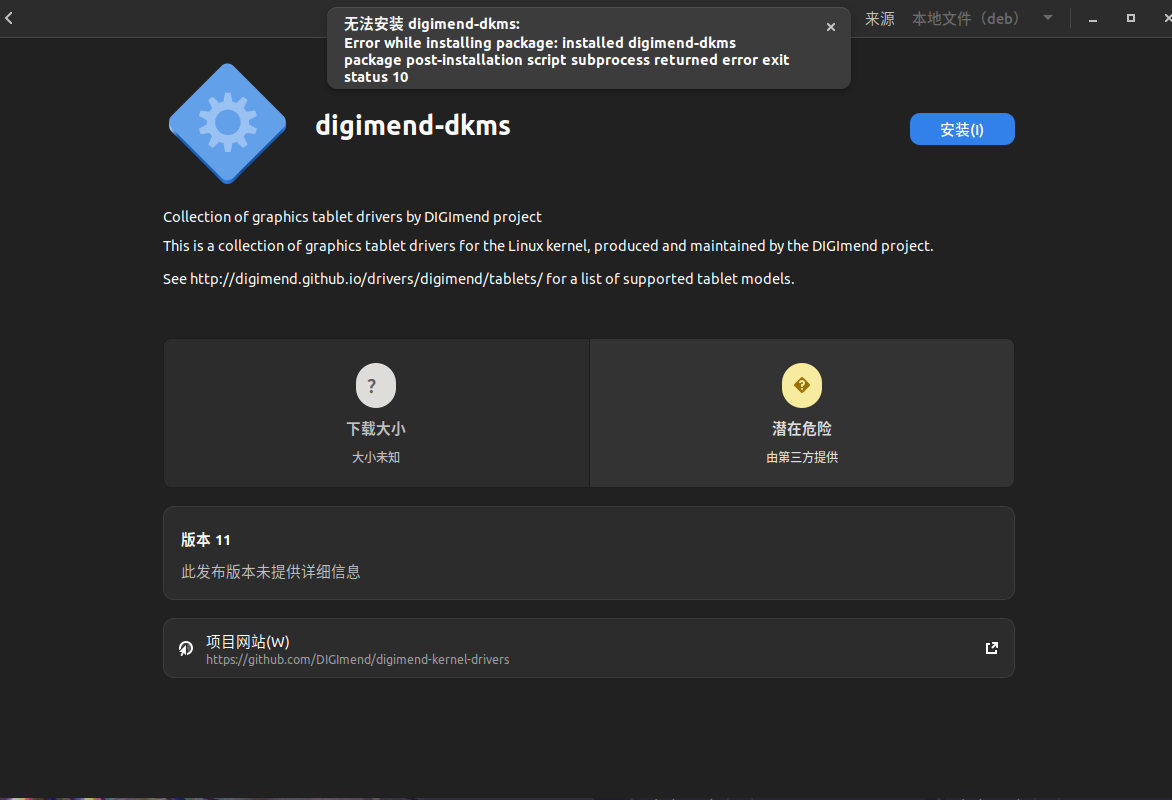 无法安装 digimend-dkms:
Error while installing package: installed digimend-dkms
package post-installation script subprocess returned error exit
status 10
来源 本地文件（deb）
digimend-dkms
安装(I)
Collection of graphics tablet drivers by DIGImend project
This is a collection of graphics tablet drivers for the Linux kernel, produced and maintained by the DIGImend project.
See http://digimend.github.io/drivers/digimend/tablets/ for a list of supported tablet models.
?
?
下载大小
潜在危险
大小未知
由第三方提供
版本 11
此发布版本未提供详细信息
项目网站(W)
https://github.com/DIGImend/digimend-kernel-drivers